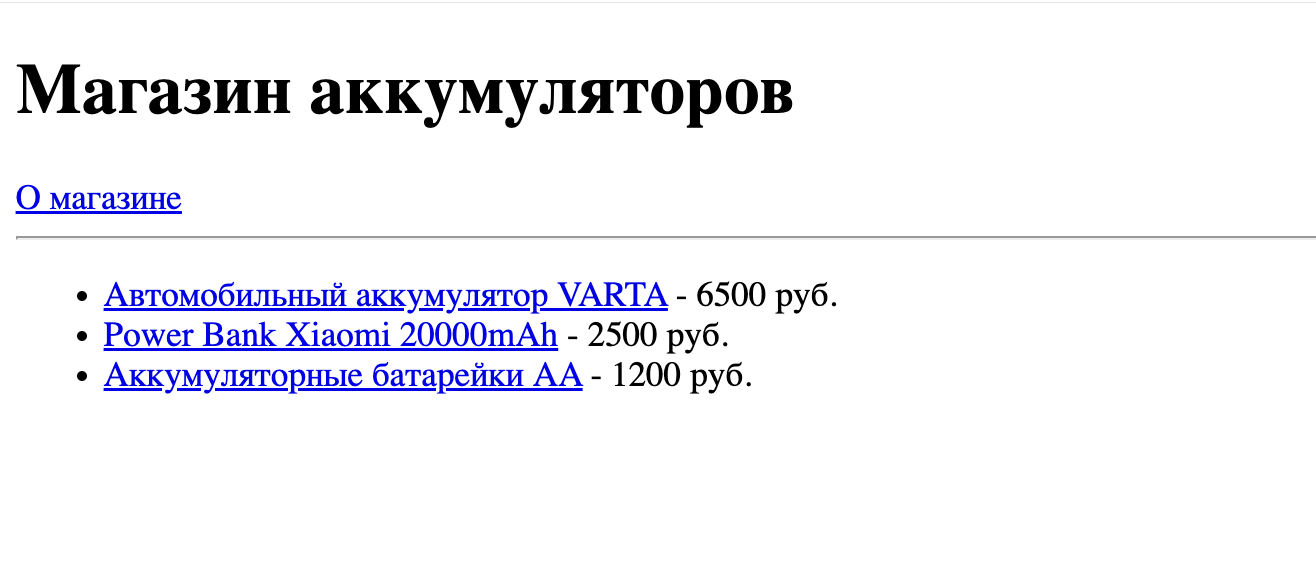 Магазин аккумуляторов
О магазине
Автомобильный аккумулятор VARTA - 6500 руб.
Power Bank Xiaomi 20000mAh - 2500 руб.
Аккумуляторные батарейки AA - 1200 руб.